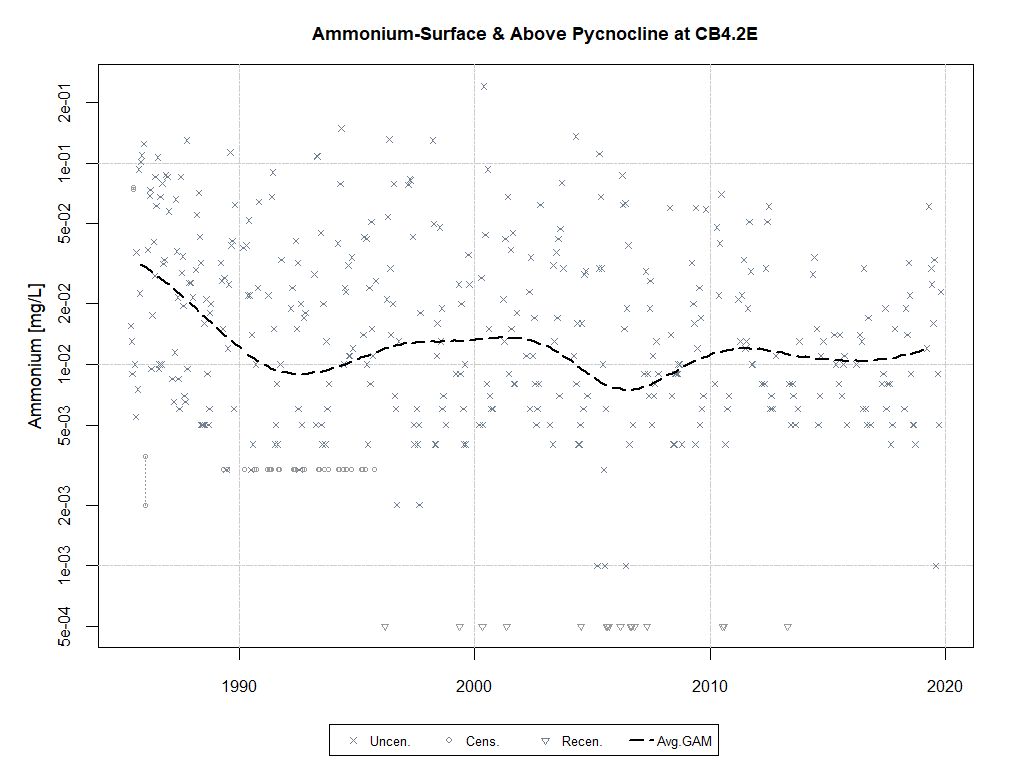 Ammonium-Surface & Above Pycnocline at CB4.2E
Ammonium [mg/L]
2e-01
1e-01
5e-02
2e-02
1e-02
5e-03
2e-03
1e-03
5e-04
1990 2000 2010 2020
Uncen. Cens. Recen. Avg.GAM